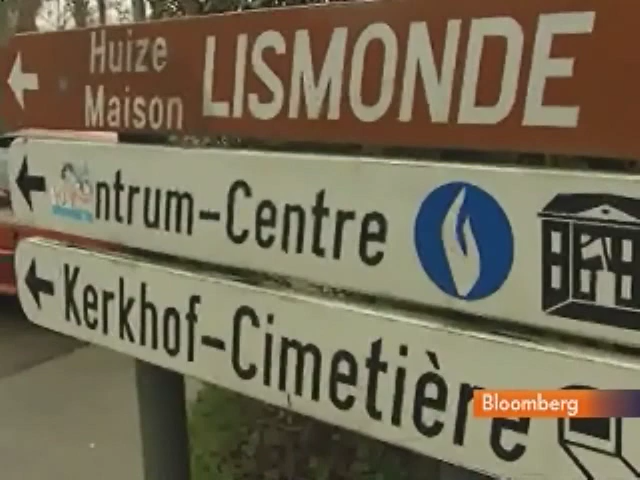 Huize
Maison LISMONDE
ntrum-Centre
Kerkhof-Cimetière
Bloomberg